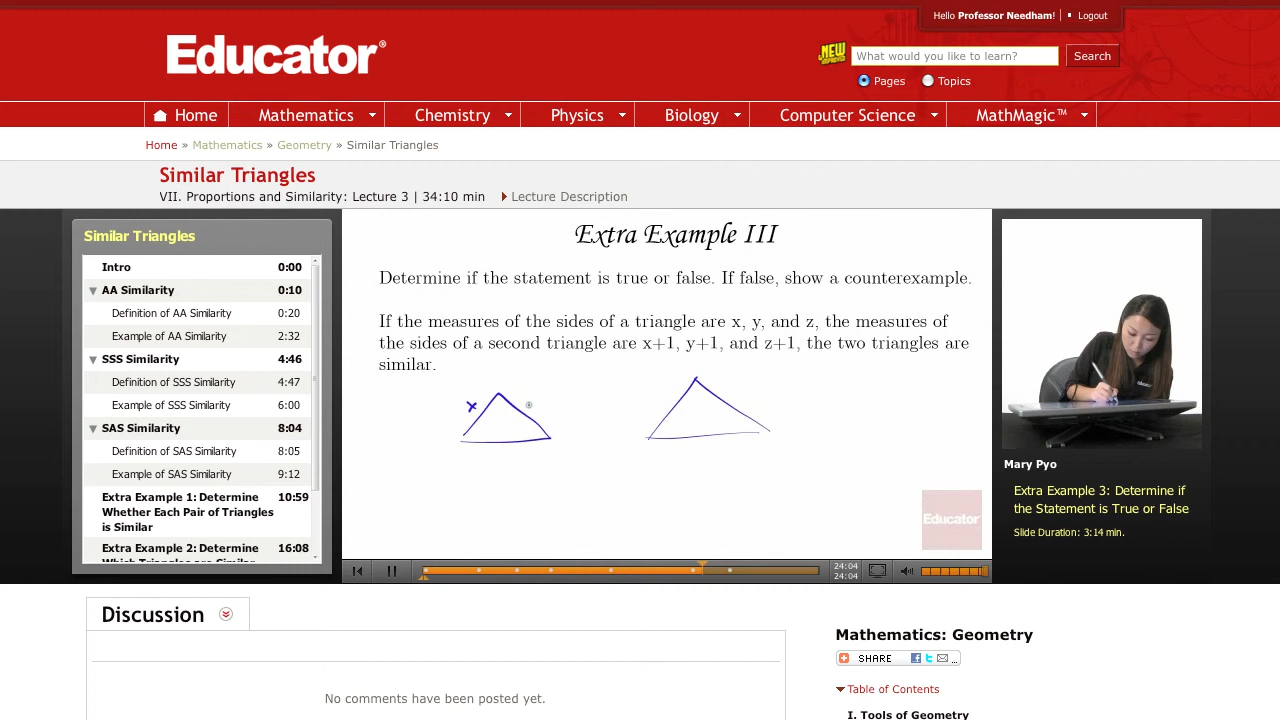 Hello Professor Needham! Logout
Educator®
NEW
What would you like to learn? Search
Pages Topics
Home Mathematics Chemistry Physics Biology Computer Science MathMagic™
Home » Mathematics » Geometry » Similar Triangles
Similar Triangles
VII. Proportions and Similarity: Lecture 3 | 34:10 min Lecture Description
Similar Triangles
Intro 0:00
AA Similarity 0:10
Definition of AA Similarity 0:20
Example of AA Similarity 2:32
SSS Similarity 4:46
Definition of SSS Similarity 4:47
Example of SSS Similarity 6:00
SAS Similarity 8:04
Definition of SAS Similarity 8:05
Example of SAS Similarity 9:12
Extra Example 1: Determine 10:59
Whether Each Pair of Triangles
is Similar
Extra Example 2: Determine 16:08
Which Triangles are Similar
Extra Example III
Determine if the statement is true or false. If false, show a counterexample.
If the measures of the sides of a triangle are x, y, and z, the measures of
the sides of a second triangle are x+1, y+1, and z+1, the two triangles are
similar.
x
Educator
24:04
24:04
Mary Pyo
Extra Example 3: Determine if
the Statement is True or False
Slide Duration: 3:14 min.
Discussion
No comments have been posted yet.
Mathematics: Geometry
SHARE
Table of Contents
I. Tools of Geometry